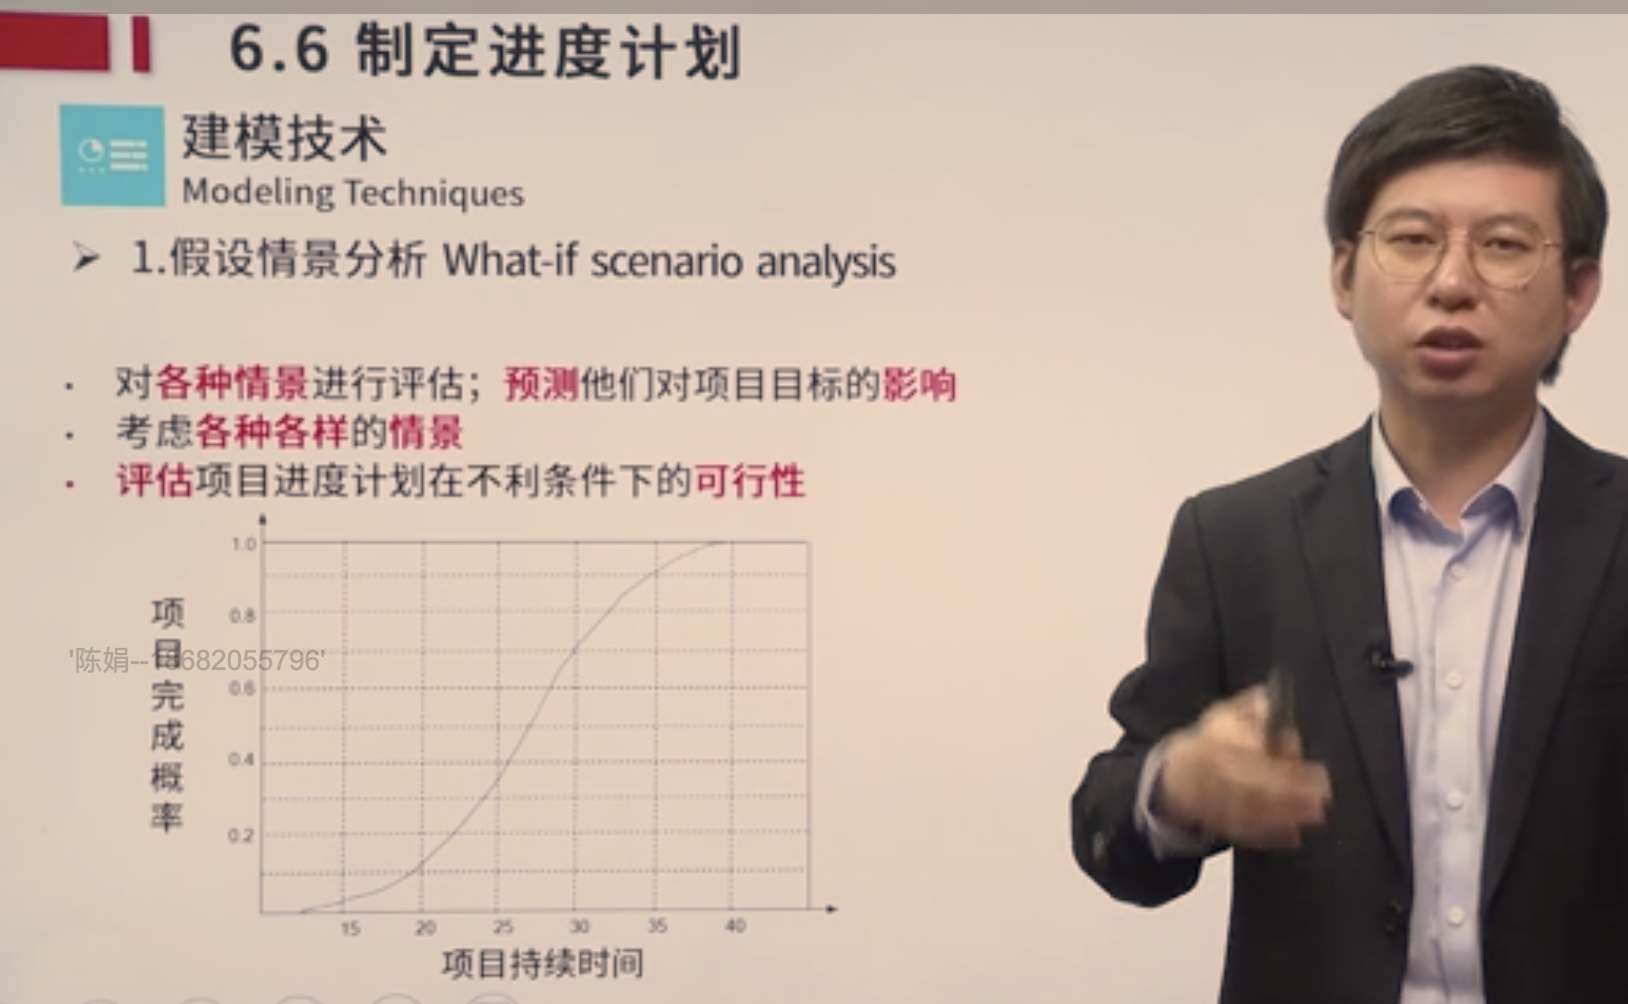 6.6 制定进度计划
建模技术
Modeling Techniques
➢ 1.假设情景分析 What-if scenario analysis
· 对各种情景进行评估；预测他们对项目目标的影响
· 考虑各种各样的情景
· 评估项目进度计划在不利条件下的可行性
项目完成概率
1.0
0.8
0.6
0.4
0.2
15 20 25 30 35 40
项目持续时间
'陈娟--18682055796'